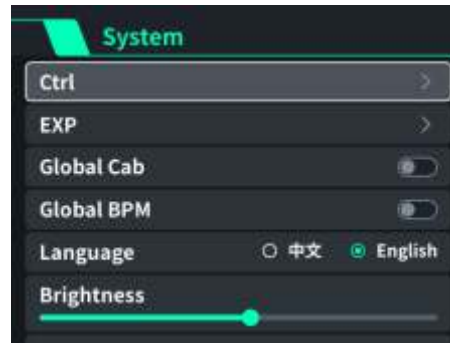 System
Ctrl
EXP
Global Cab
Global BPM
Language 中文 English
Brightness